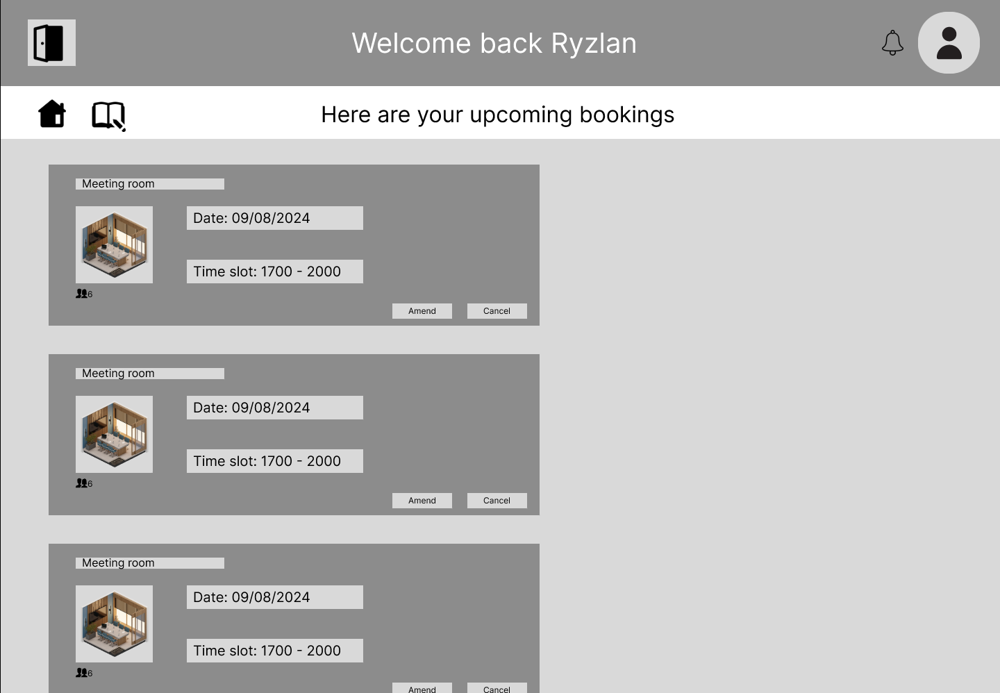 Welcome back Ryzlan
Here are your upcoming bookings
Meeting room
Date: 09/08/2024
Time slot: 1700 - 2000
6
Amend Cancel
Meeting room
Date: 09/08/2024
Time slot: 1700 - 2000
6
Amend Cancel
Meeting room
Date: 09/08/2024
Time slot: 1700 - 2000
6
Amend Cancel